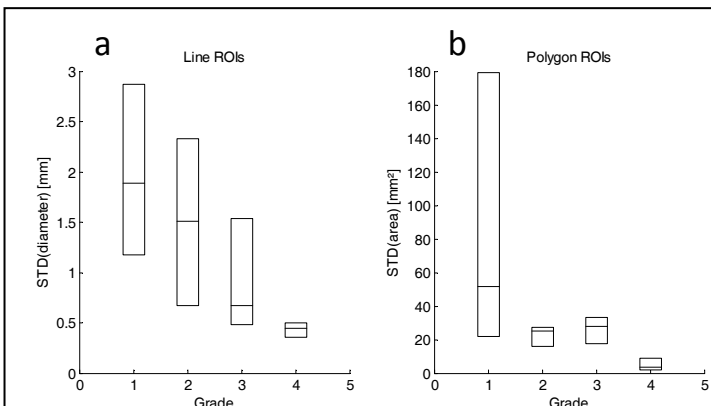 a
Line ROIs
3
2.5
2
1.5
1
0.5
0
STD(diameter) [mm]
0 1 2 3 4 5
Grade
b
Polygon ROIs
180
160
140
120
100
80
60
40
20
0
STD(area) [mm²]
0 1 2 3 4 5
Grade